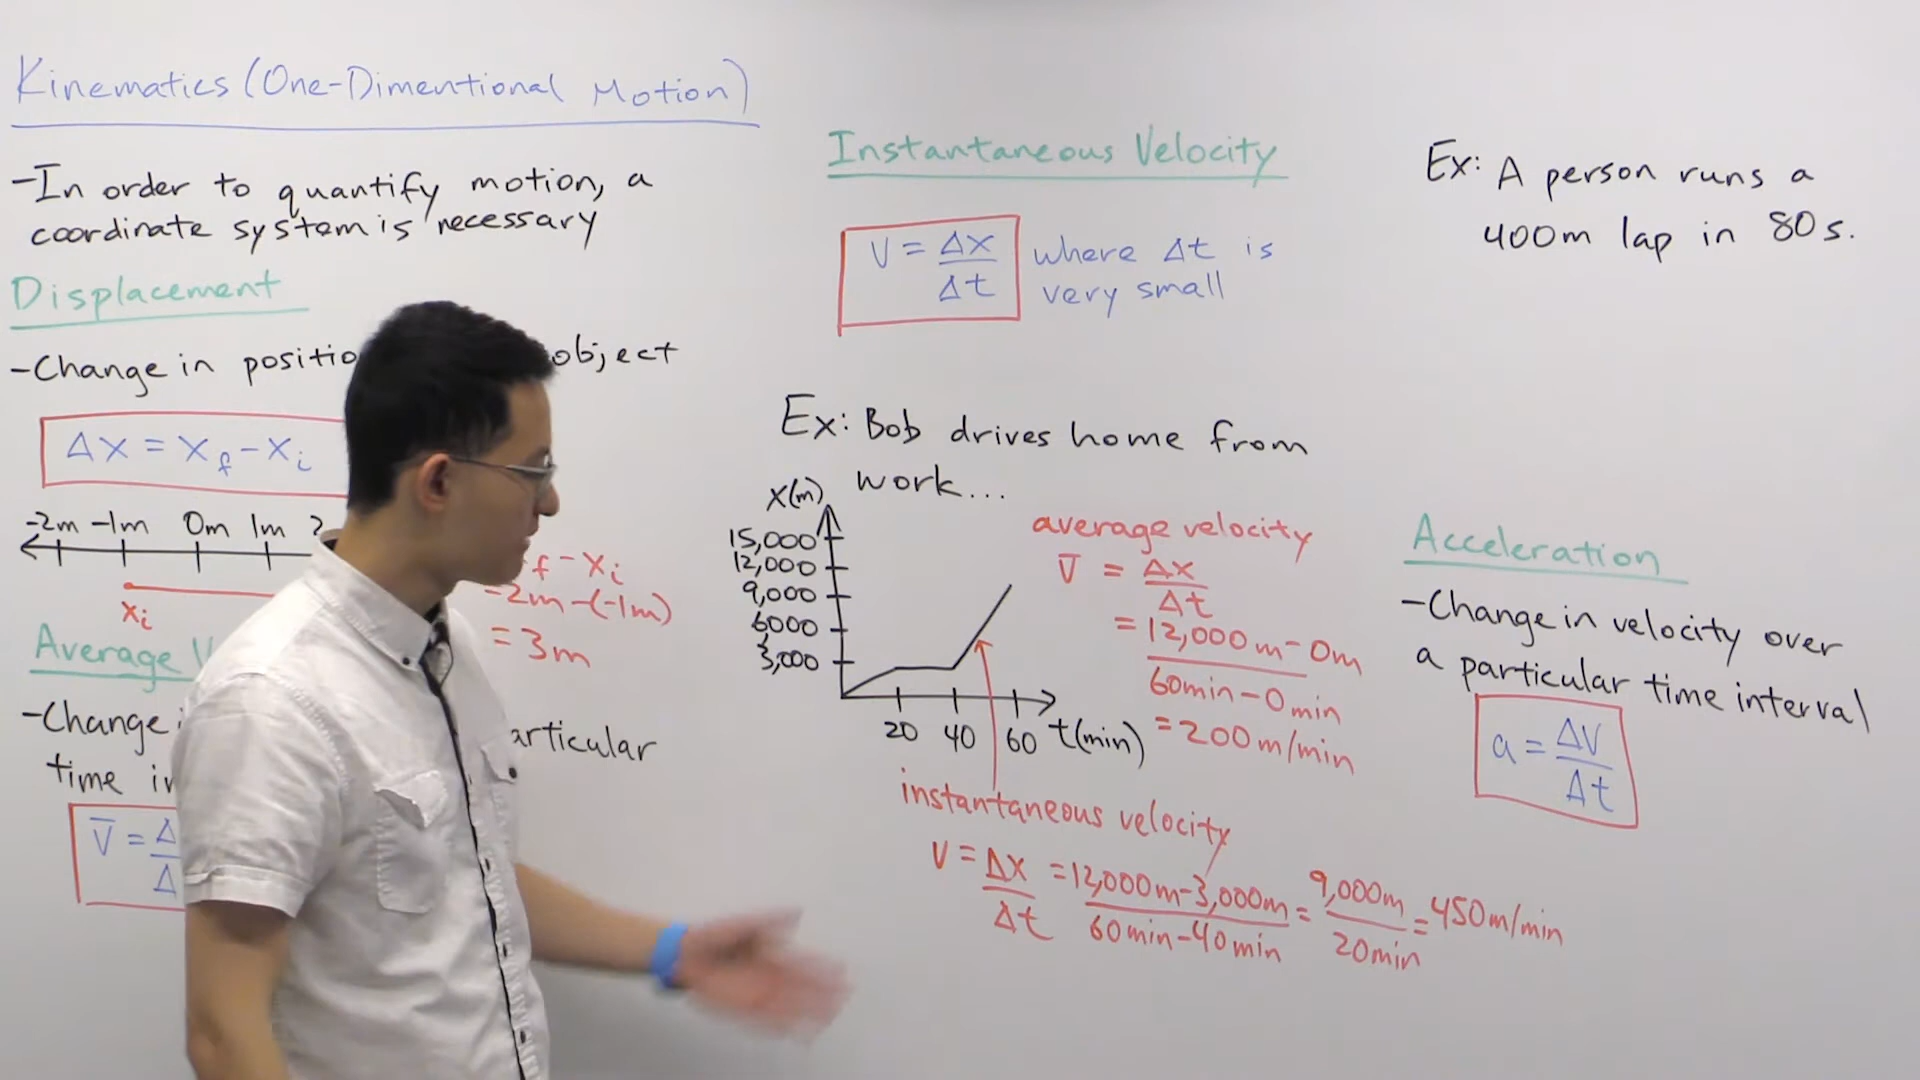 Kinematics (One-Dimentional Motion)
-In order to quantify motion, a
coordinate system is necessary
Displacement
-Change in object
Δx = xf - xi
-2m -1m 0m 1m 2
xi
f - xi
-2m-(-1m)
= 3m
Average V
-Change articular
time in
V̅ = Δ
Δ
Instantaneous Velocity
V = Δx
Δt
where Δt is
very small
Ex: Bob drives home from
work...
x(m)
15,000
12,000
9,000
6000
3,000
20 40 60 t(min)
average velocity
V̅ = Δx
Δt
= 12,000m-0m
60min-0min
= 200m/min
instantaneous velocity
V = Δx = 12,000m-3,000m = 9,000m = 450m/min
Δt 60min-40min 20min
Ex: A person runs a
400m lap in 80s.
Acceleration
-Change in velocity over
a particular time interval
a = ΔV
Δt